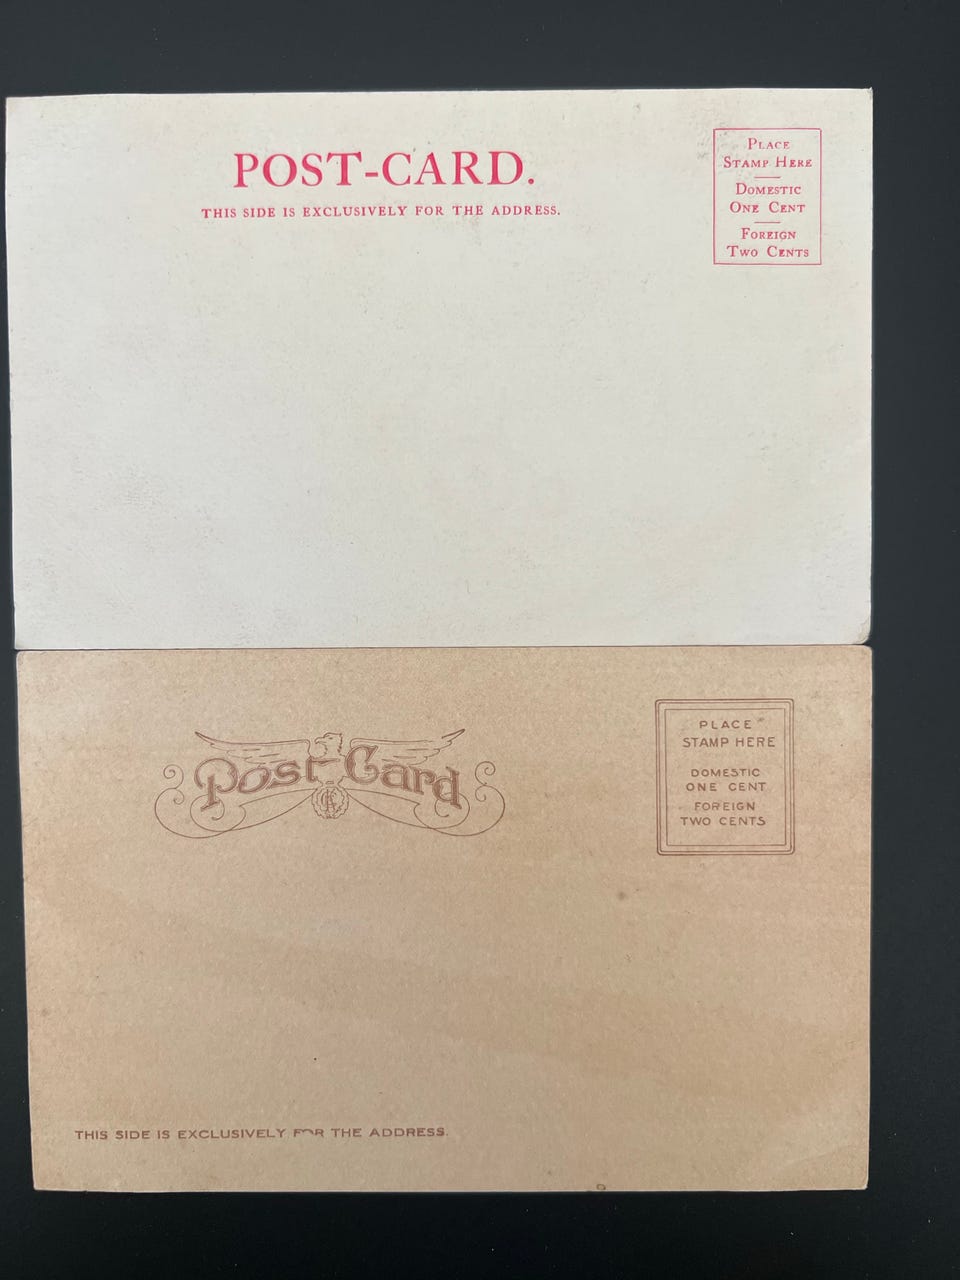 POST-CARD.
THIS SIDE IS EXCLUSIVELY FOR THE ADDRESS.
PLACE
STAMP HERE
DOMESTIC
ONE CENT
FOREIGN
TWO CENTS
Post Card
PLACE
STAMP HERE
DOMESTIC
ONE CENT
FOREIGN
TWO CENTS
THIS SIDE IS EXCLUSIVELY FOR THE ADDRESS.